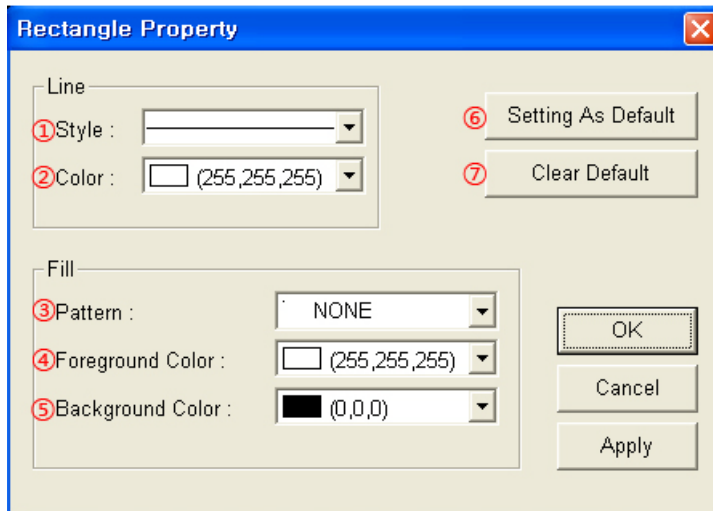 Rectangle Property
Line
①Style :
②Color : (255,255,255)
⑥ Setting As Default
⑦ Clear Default
Fill
③Pattern : NONE
④Foreground Color : (255,255,255)
⑤Background Color : (0,0,0)
OK
Cancel
Apply